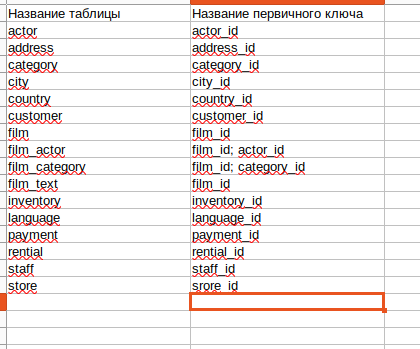 Название таблицы Название первичного ключа
actor actor_id
address address_id
category category_id
city city_id
country country_id
customer customer_id
film film_id
film_actor film_id; actor_id
film_category film_id; category_id
film_text film_id
inventory inventory_id
language language_id
payment payment_id
rential rential_id
staff staff_id
store srore_id